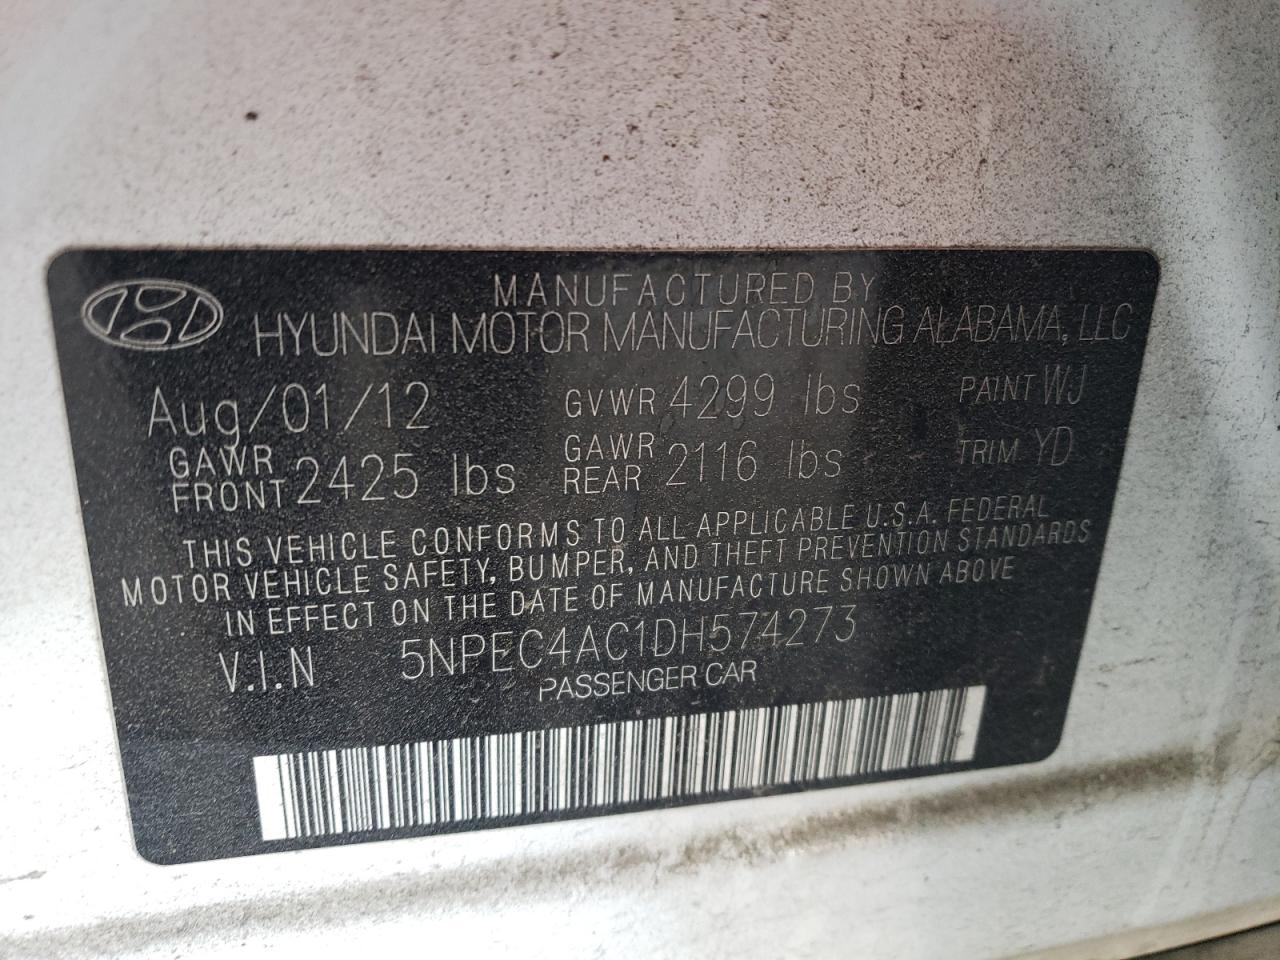 MANUFACTURED BY
HYUNDAI MOTOR MANUFACTURING ALABAMA, LLC
Aug/01/12 GVWR 4299 lbs PAINT WJ
GAWR FRONT 2425 lbs GAWR REAR 2116 lbs TRIM YD
THIS VEHICLE CONFORMS TO ALL APPLICABLE U.S.A. FEDERAL
MOTOR VEHICLE SAFETY, BUMPER, AND THEFT PREVENTION STANDARDS
IN EFFECT ON THE DATE OF MANUFACTURE SHOWN ABOVE
V.I.N 5NPEC4AC1DH574273
PASSENGER CAR